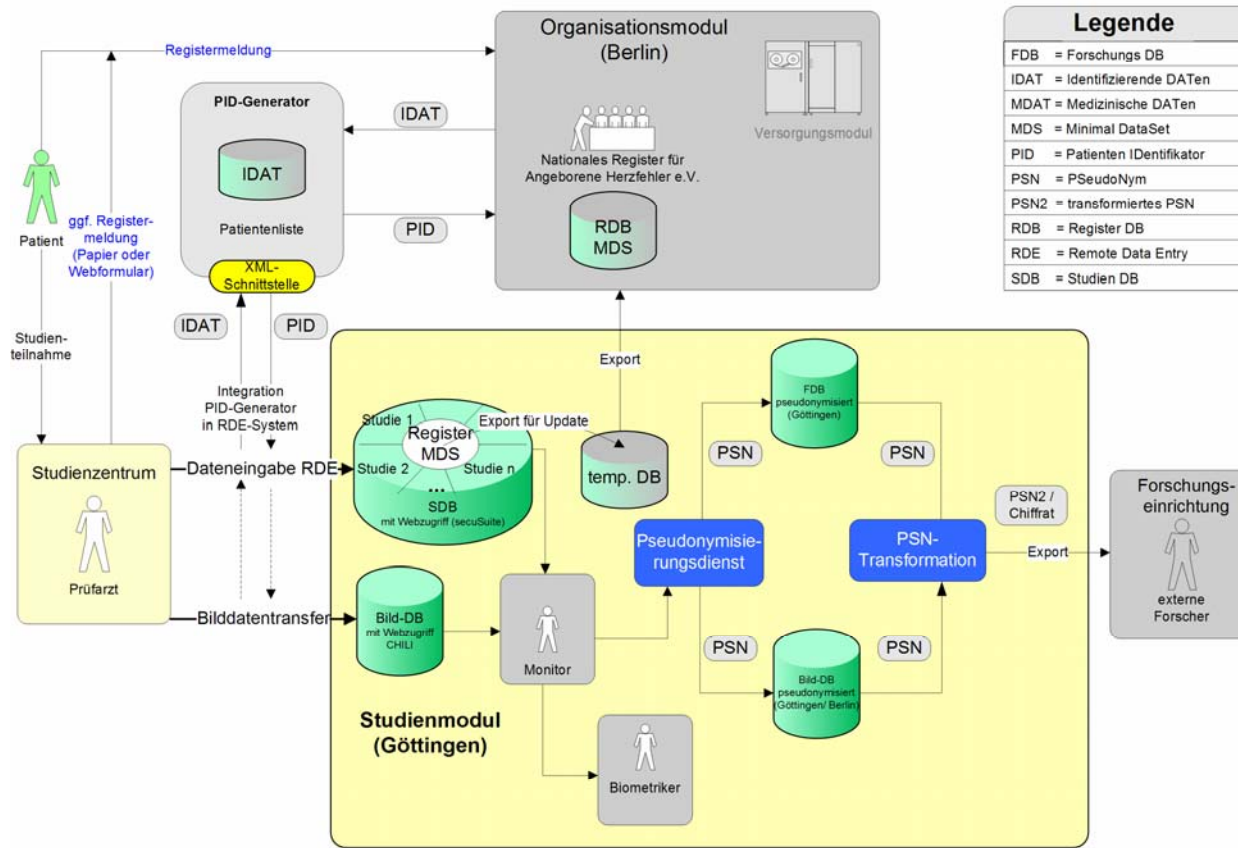 Registermeldung
Organisationsmodul
(Berlin)
Versorgungsmodul
Nationales Register für
Angeborene Herzfehler e.V.
RDB
MDS
PID-Generator
IDAT
Patientenliste
XML-
Schnittstelle
IDAT
PID
IDAT
PID
Patient
ggf. Register-
meldung
(Papier oder
Webformular)
Studien-
teilnahme
Integration
PID-Generator
in RDE-System
Studienzentrum
Prüfarzt
Dateneingabe RDE
Bilddatentransfer
Studie 1
Studie 2
Studie n
...
Register
MDS
SDB
mit Webzugriff (secuSuite)
Export für Update
Export
temp. DB
Bild-DB
mit Webzugriff
CHILI
Monitor
Biometriker
Studienmodul
(Göttingen)
Pseudonymisie-
rungsdienst
PSN
PSN
FDB
pseudonymisiert
(Göttingen)
Bild-DB
pseudonymisiert
(Göttingen/ Berlin)
PSN
PSN
PSN-
Transformation
PSN2 /
Chiffrat
Export
Forschungs-
einrichtung
externe
Forscher
Legende
FDB = Forschungs DB
IDAT = Identifizierende DATen
MDAT = Medizinische DATen
MDS = Minimal DataSet
PID = Patienten IDentifikator
PSN = PSeudoNym
PSN2 = transformiertes PSN
RDB = Register DB
RDE = Remote Data Entry
SDB = Studien DB